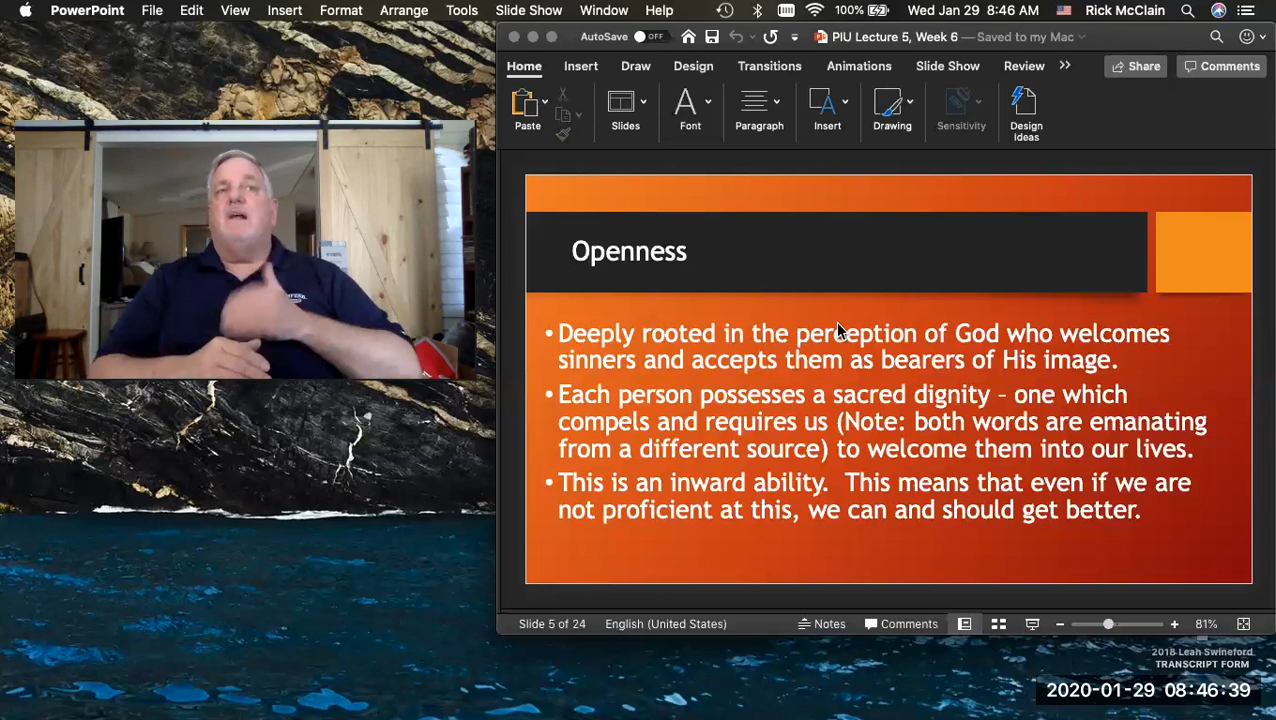 PowerPoint File Edit View Insert Format Arrange Tools Slide Show Window Help 100% Wed Jan 29 8:46 AM Rick McClain
AutoSave OFF PIU Lecture 5, Week 6 — Saved to my Mac
Home Insert Draw Design Transitions Animations Slide Show Review Share Comments
Paste Slides Font Paragraph Insert Drawing Sensitivity Design
Ideas
Openness
• Deeply rooted in the perception of God who welcomes
sinners and accepts them as bearers of His image.
• Each person possesses a sacred dignity – one which
compels and requires us (Note: both words are emanating
from a different source) to welcome them into our lives.
• This is an inward ability. This means that even if we are
not proficient at this, we can and should get better.
Slide 5 of 24 English (United States) Notes Comments 81%
2018 Leah Swineford
TRANSCRIPT FORM
2020-01-29 08:46:39